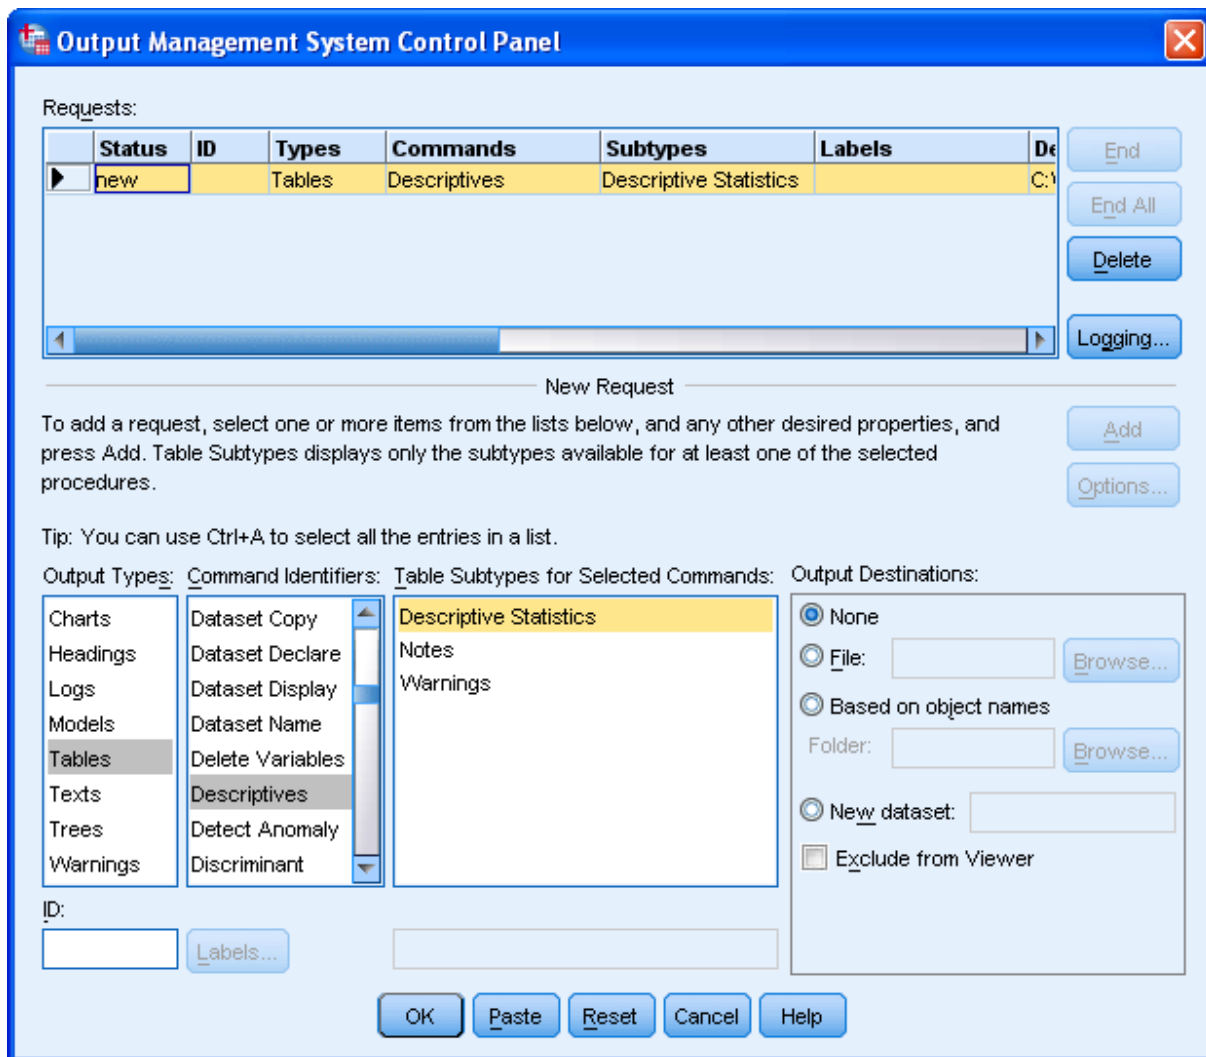 Output Management System Control Panel
Requests:
Status ID Types Commands Subtypes Labels De
new Tables Descriptives Descriptive Statistics C:\
End
End All
Delete
Logging...
New Request
To add a request, select one or more items from the lists below, and any other desired properties, and
press Add. Table Subtypes displays only the subtypes available for at least one of the selected
procedures.
Add
Options...
Tip: You can use Ctrl+A to select all the entries in a list.
Output Types: Command Identifiers: Table Subtypes for Selected Commands: Output Destinations:
Charts
Headings
Logs
Models
Tables
Texts
Trees
Warnings
Dataset Copy
Dataset Declare
Dataset Display
Dataset Name
Delete Variables
Descriptives
Detect Anomaly
Discriminant
Descriptive Statistics
Notes
Warnings
None
File: Browse...
Based on object names
Folder: Browse...
New dataset:
Exclude from Viewer
ID:
Labels...
OK Paste Reset Cancel Help